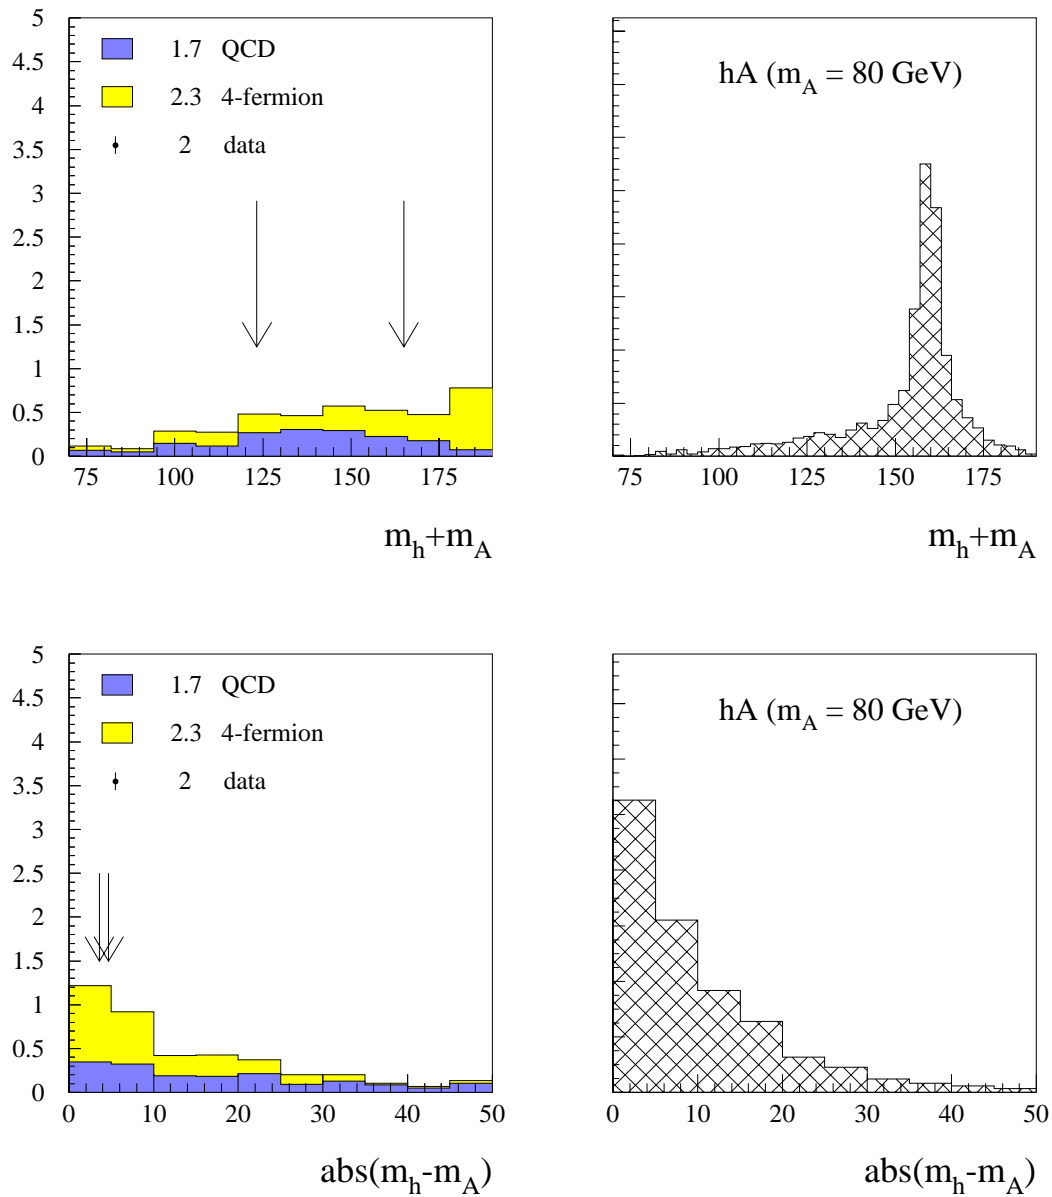 5
4.5
4
3.5
3
2.5
2
1.5
1
0.5
0
1.7 QCD
2.3 4-fermion
2 data
75 100 125 150 175
m_h+m_A
hA (m_A = 80 GeV)
75 100 125 150 175
m_h+m_A
5
4.5
4
3.5
3
2.5
2
1.5
1
0.5
0
1.7 QCD
2.3 4-fermion
2 data
0 10 20 30 40 50
abs(m_h-m_A)
hA (m_A = 80 GeV)
0 10 20 30 40 50
abs(m_h-m_A)